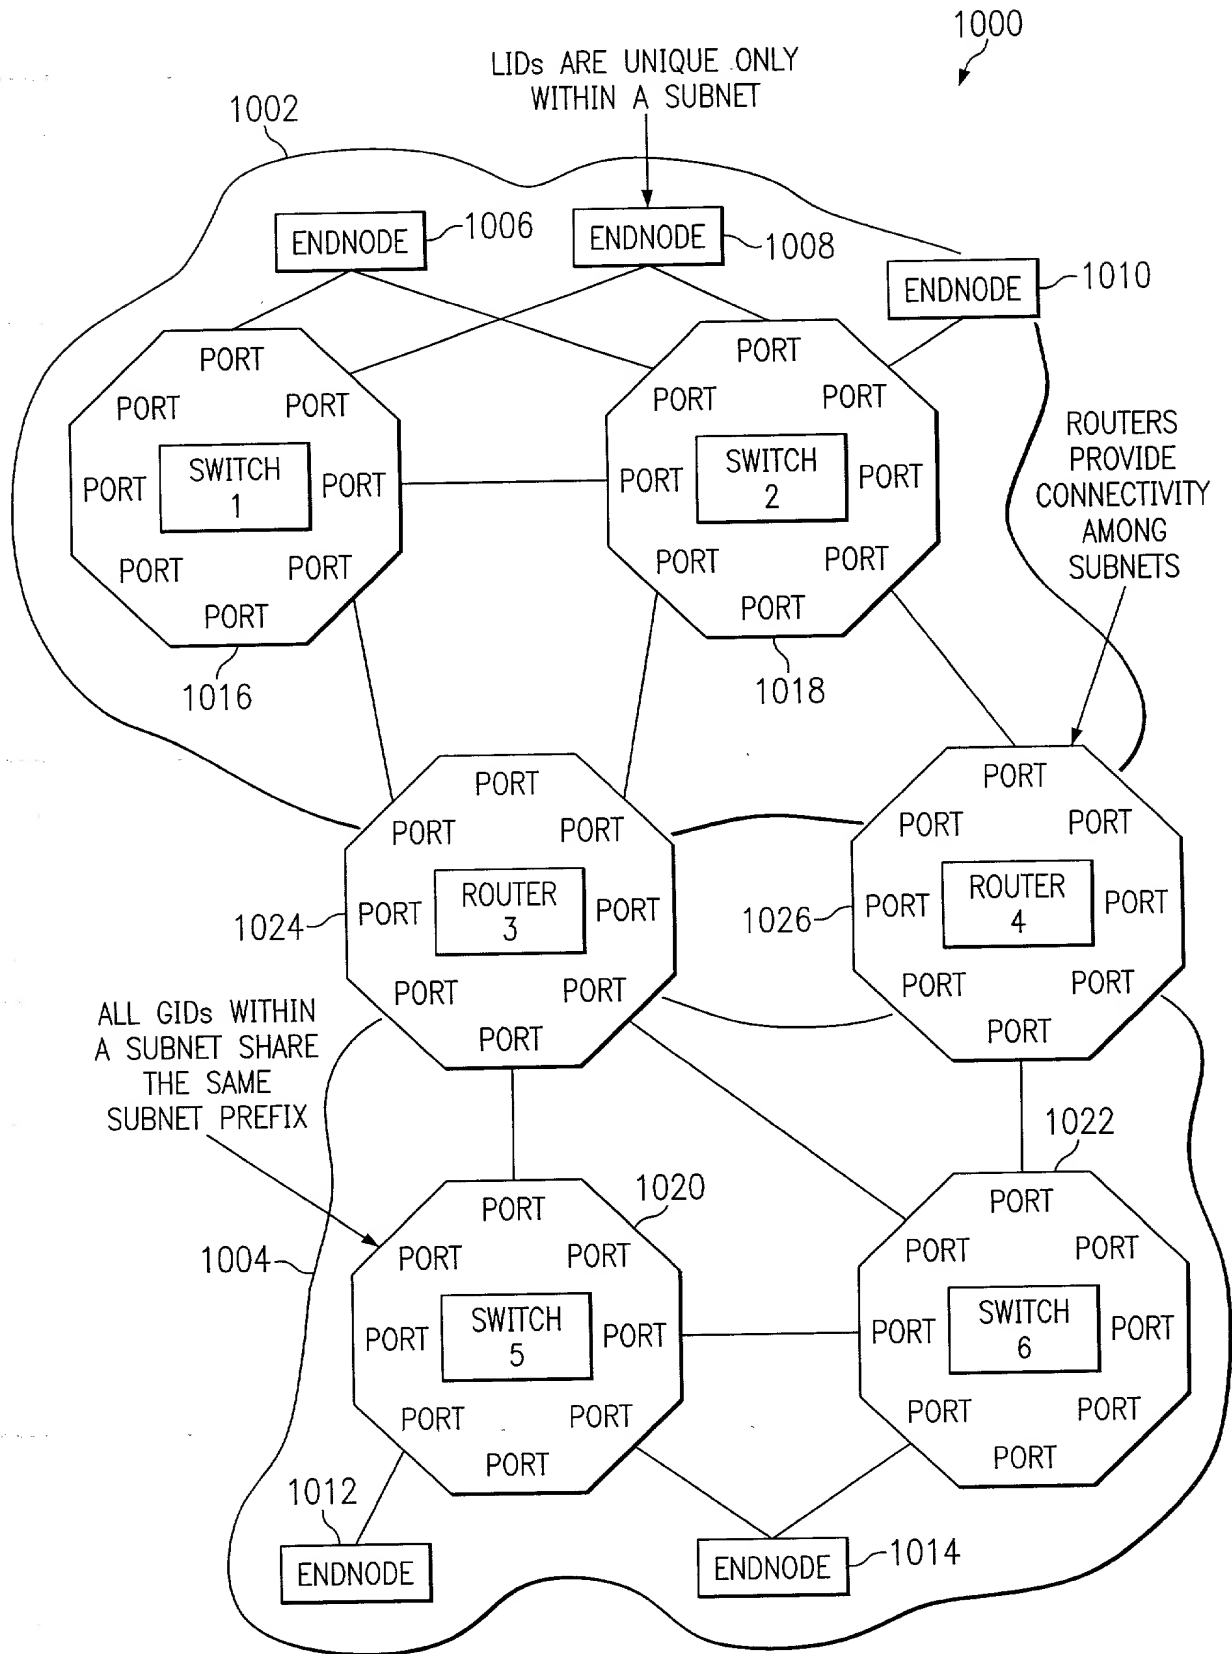 1000
LIDs ARE UNIQUE ONLY
WITHIN A SUBNET
1002
ENDNODE
1006
ENDNODE
1008
ENDNODE
1010
PORT
PORT
PORT
PORT
SWITCH
1
PORT
PORT
PORT
PORT
1016
PORT
PORT
PORT
PORT
SWITCH
2
PORT
PORT
PORT
PORT
1018
ROUTERS
PROVIDE
CONNECTIVITY
AMONG
SUBNETS
PORT
PORT
PORT
PORT
ROUTER
3
PORT
PORT
PORT
PORT
1024
PORT
PORT
PORT
PORT
ROUTER
4
PORT
PORT
PORT
PORT
1026
ALL GIDs WITHIN
A SUBNET SHARE
THE SAME
SUBNET PREFIX
1004
1020
PORT
PORT
PORT
PORT
SWITCH
5
PORT
PORT
PORT
PORT
1022
PORT
PORT
PORT
PORT
SWITCH
6
PORT
PORT
PORT
PORT
1012
ENDNODE
ENDNODE
1014